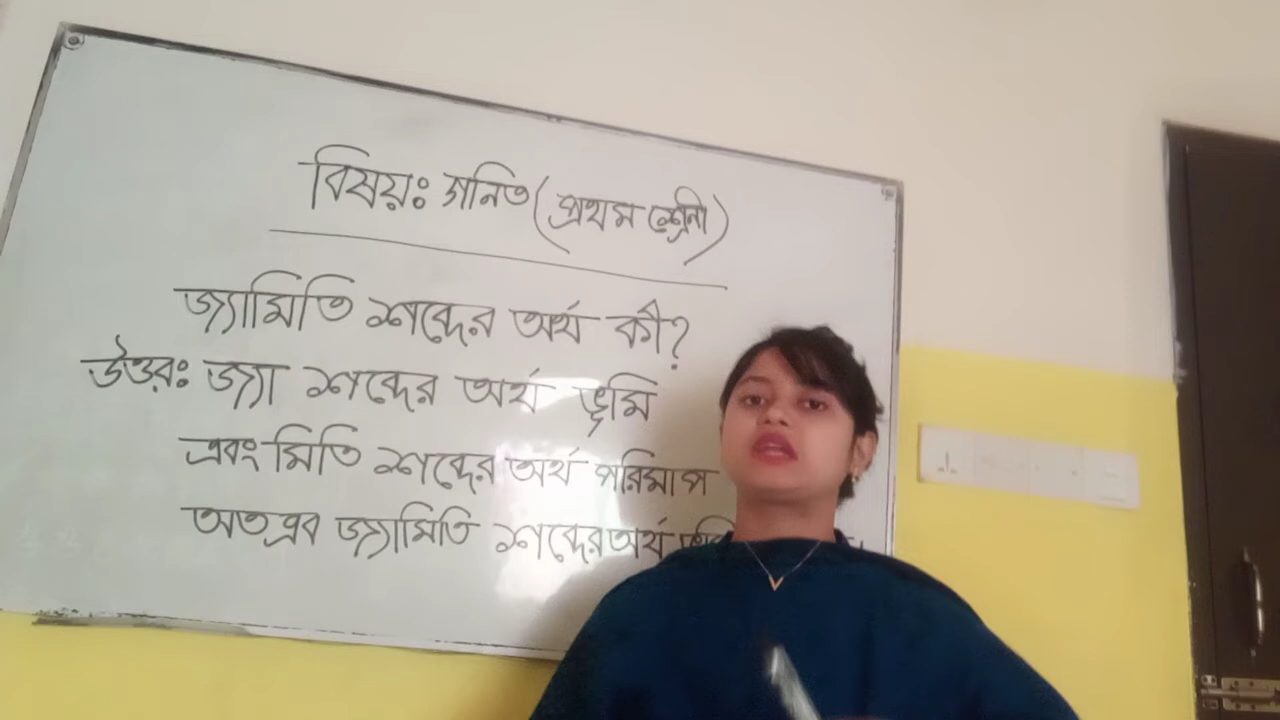 বিষয়ঃ গনিত (প্রথম শ্রেনী)
জ্যামিতি শব্দের অর্থ কী?
উত্তরঃ জ্যা শব্দের অর্থ ভূমি
এবং মিতি শব্দের অর্থ পরিমাপ
অতএব জ্যামিতি শব্দের অর্থ